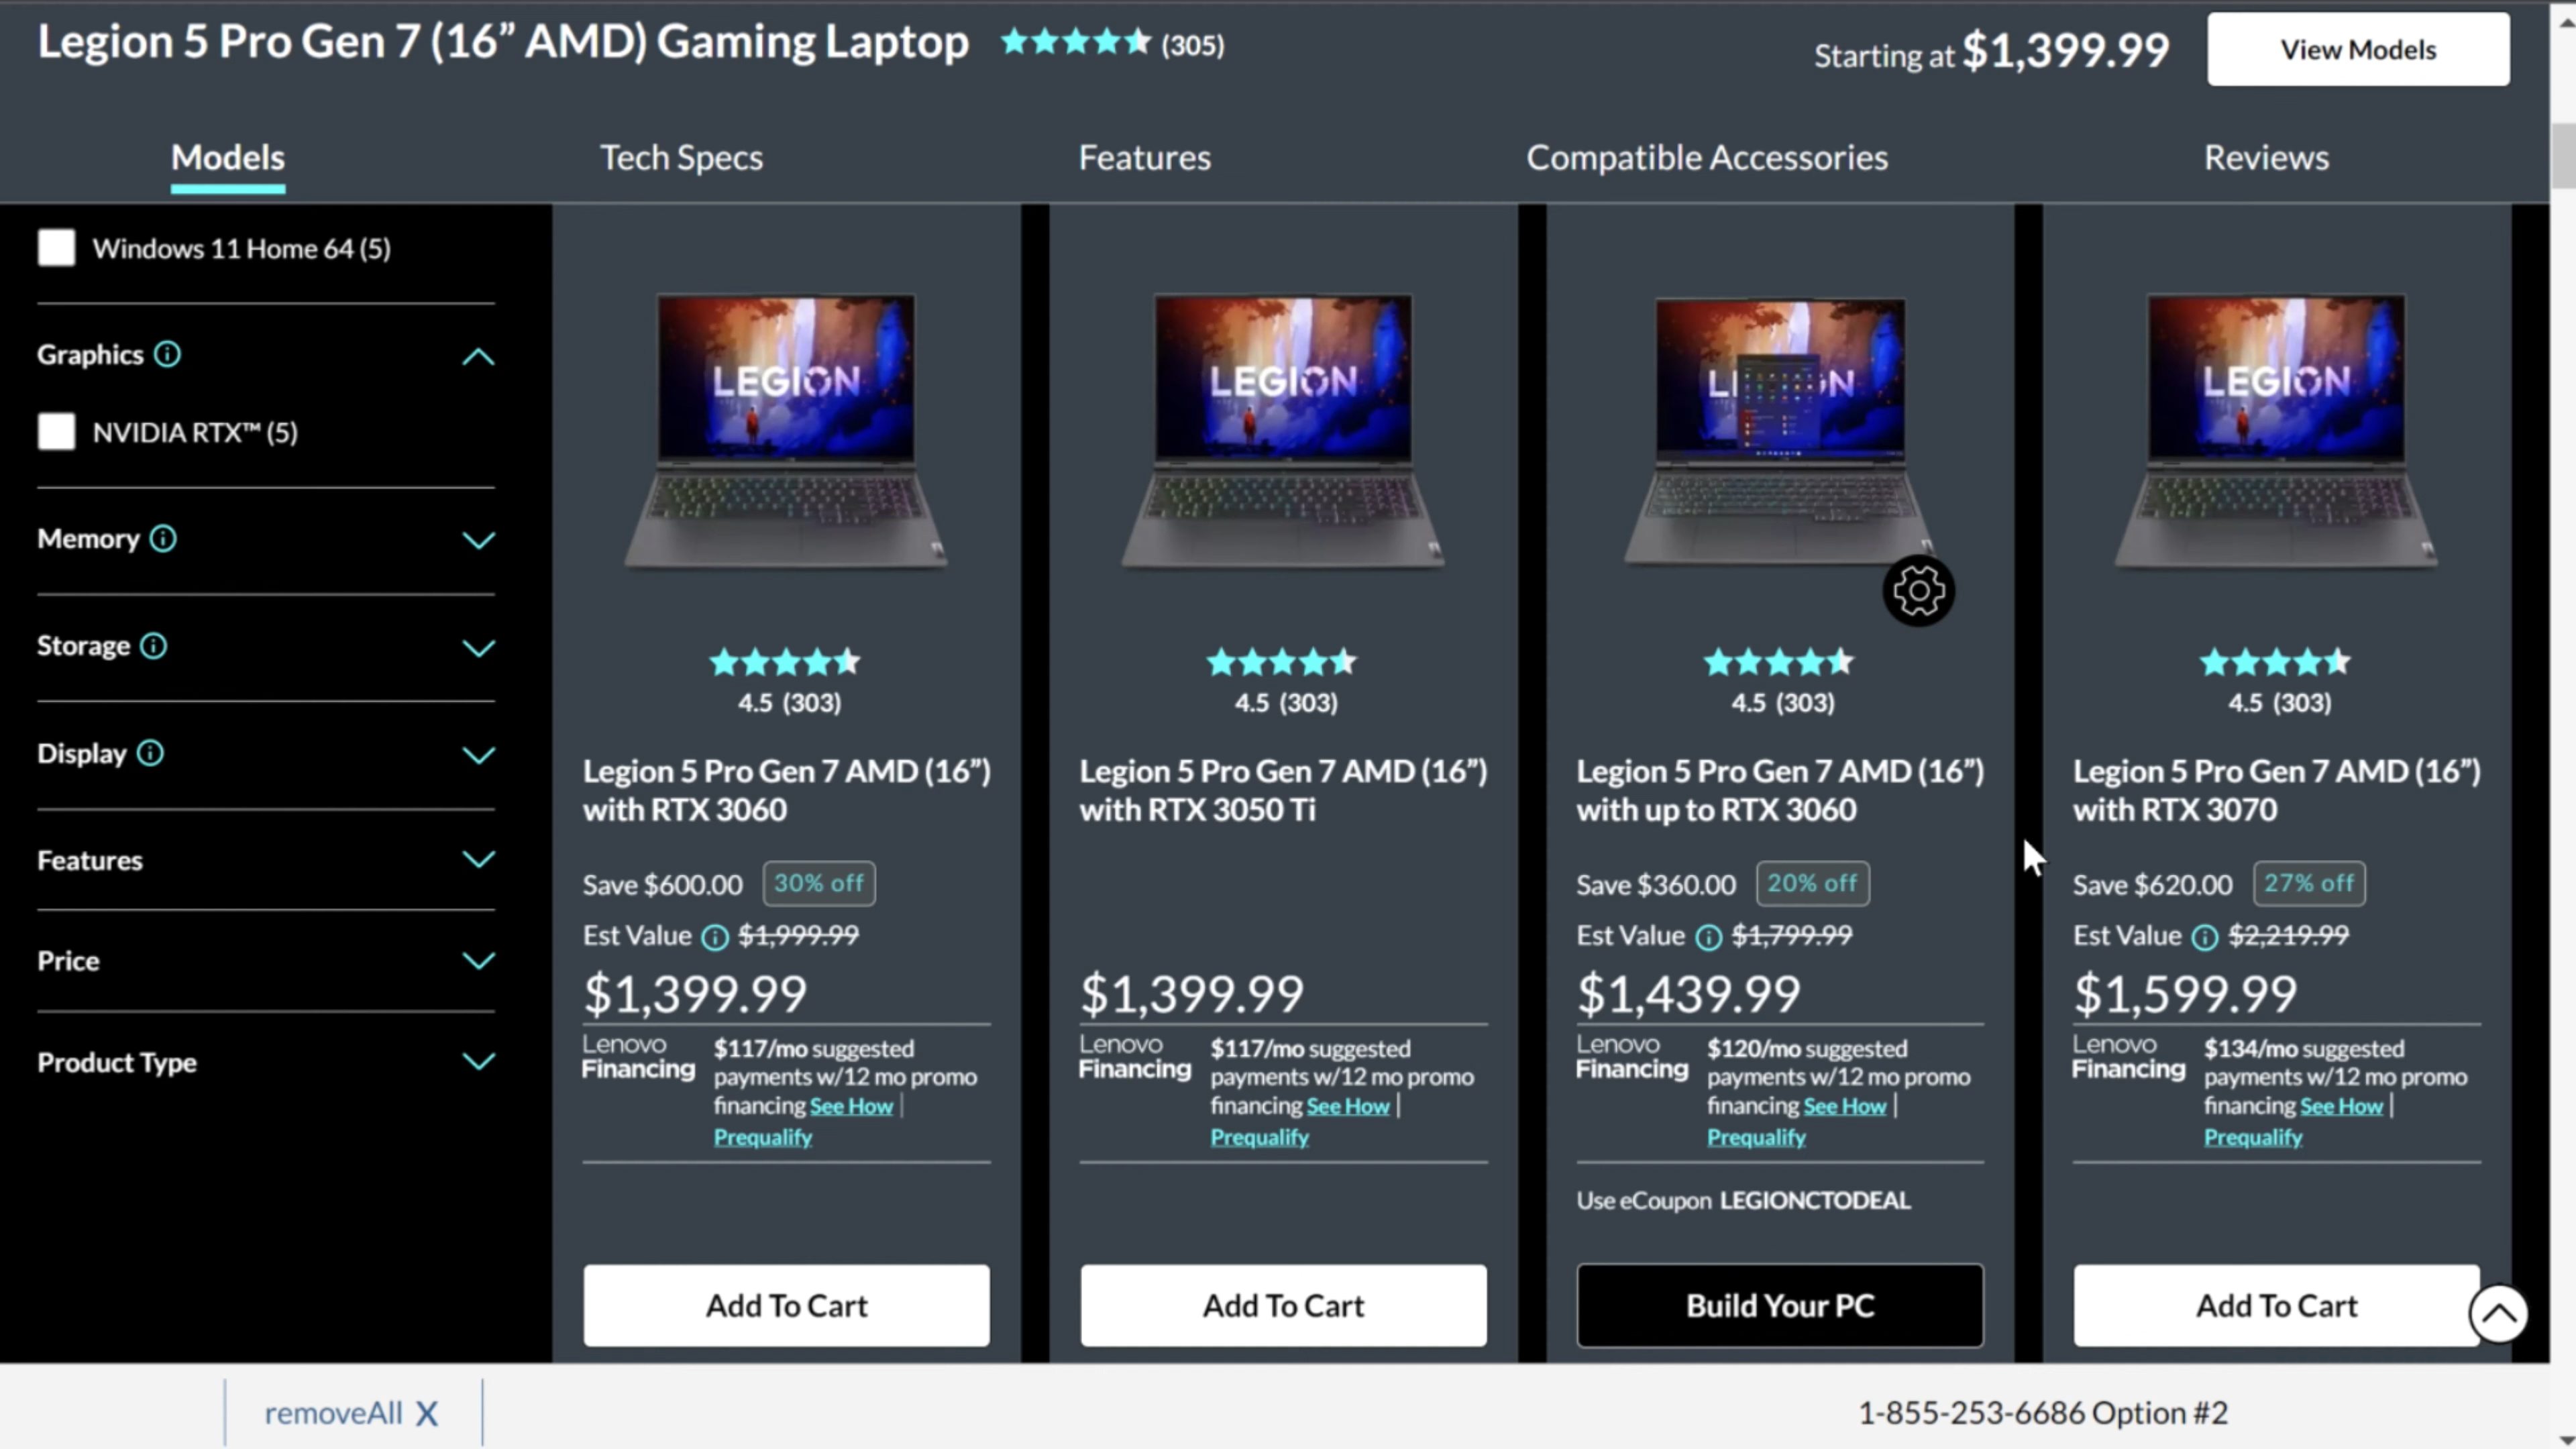 Legion 5 Pro Gen 7 (16” AMD) Gaming Laptop (305)
Starting at $1,399.99
View Models
Models
Tech Specs
Features
Compatible Accessories
Reviews
Windows 11 Home 64 (5)
Graphics
NVIDIA RTX™ (5)
Memory
Storage
Display
Features
Price
Product Type
LEGION
4.5 (303)
Legion 5 Pro Gen 7 AMD (16”)
with RTX 3060
Save $600.00 30% off
Est Value $1,999.99
$1,399.99
Lenovo
Financing
$117/mo suggested
payments w/12 mo promo
financing See How |
Prequalify
Add To Cart
LEGION
4.5 (303)
Legion 5 Pro Gen 7 AMD (16”)
with RTX 3050 Ti
$1,399.99
Lenovo
Financing
$117/mo suggested
payments w/12 mo promo
financing See How |
Prequalify
Add To Cart
4.5 (303)
Legion 5 Pro Gen 7 AMD (16”)
with up to RTX 3060
Save $360.00 20% off
Est Value $1,799.99
$1,439.99
Lenovo
Financing
$120/mo suggested
payments w/12 mo promo
financing See How |
Prequalify
Use eCoupon LEGIONCTODEAL
Build Your PC
LEGION
4.5 (303)
Legion 5 Pro Gen 7 AMD (16”)
with RTX 3070
Save $620.00 27% off
Est Value $2,219.99
$1,599.99
Lenovo
Financing
$134/mo suggested
payments w/12 mo promo
financing See How |
Prequalify
Add To Cart
removeAll X
1-855-253-6686 Option #2